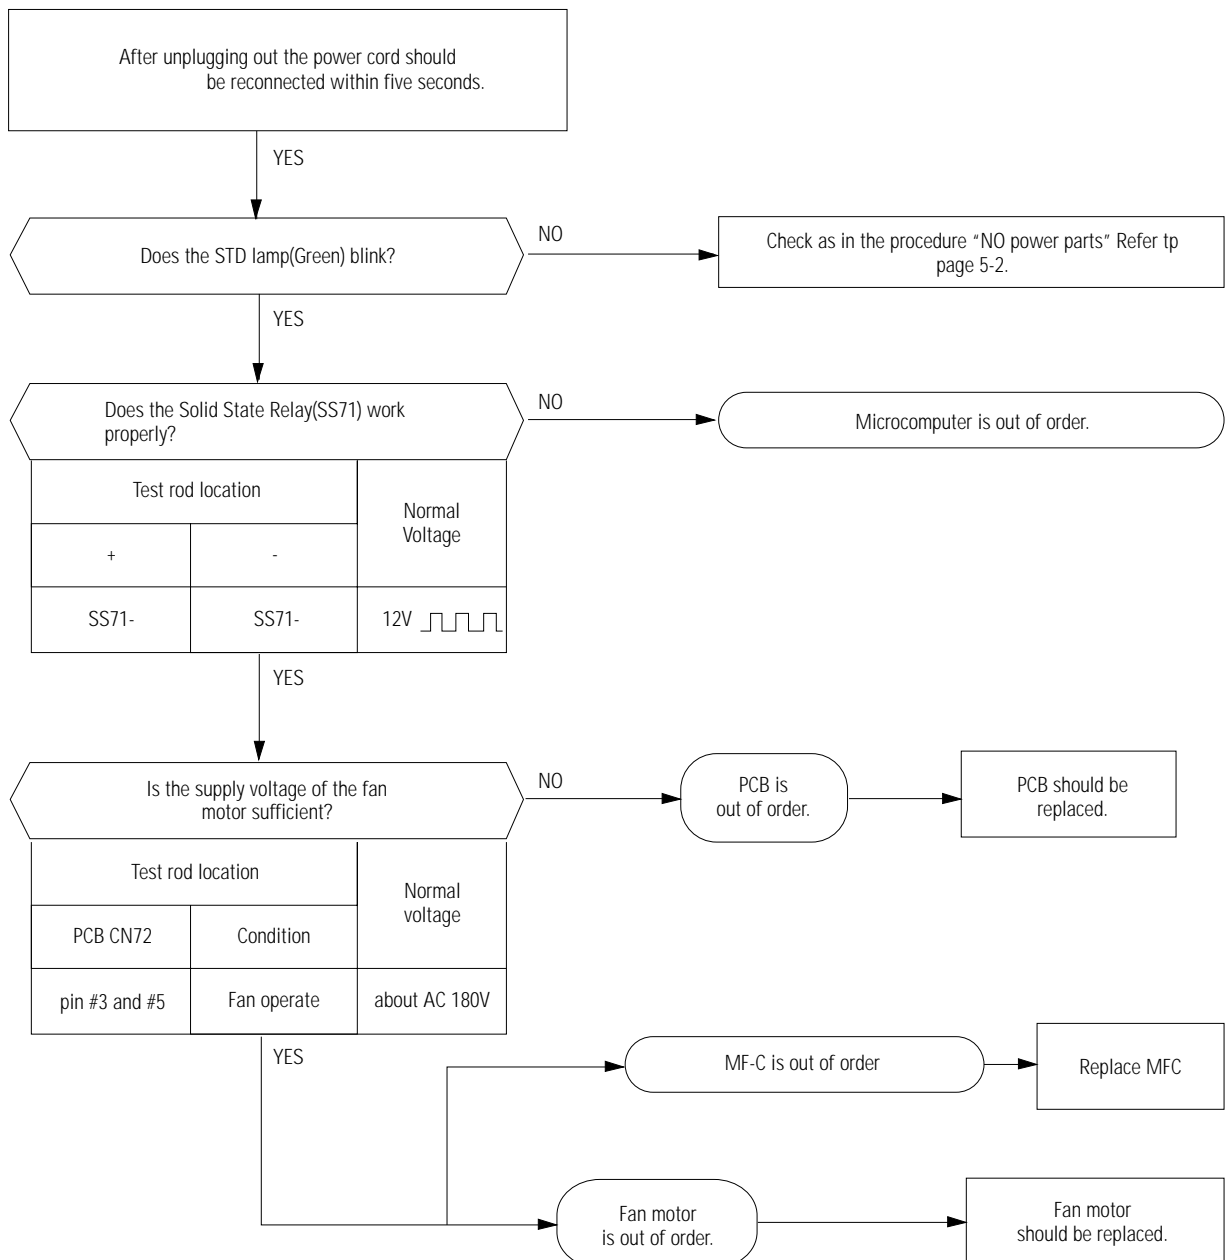 After unplugging out the power cord should
be reconnected within five seconds.
YES
Does the STD lamp(Green) blink?
NO
Check as in the procedure “NO power parts” Refer tp
page 5-2.
YES
Does the Solid State Relay(SS71) work
properly?
NO
Microcomputer is out of order.
Test rod location
Normal
Voltage
+
-
SS71-
SS71-
12V
YES
Is the supply voltage of the fan
motor sufficient?
NO
PCB is
out of order.
PCB should be
replaced.
Test rod location
Normal
voltage
PCB CN72
Condition
pin #3 and #5
Fan operate
about AC 180V
YES
MF-C is out of order
Replace MFC
Fan motor
is out of order.
Fan motor
should be replaced.